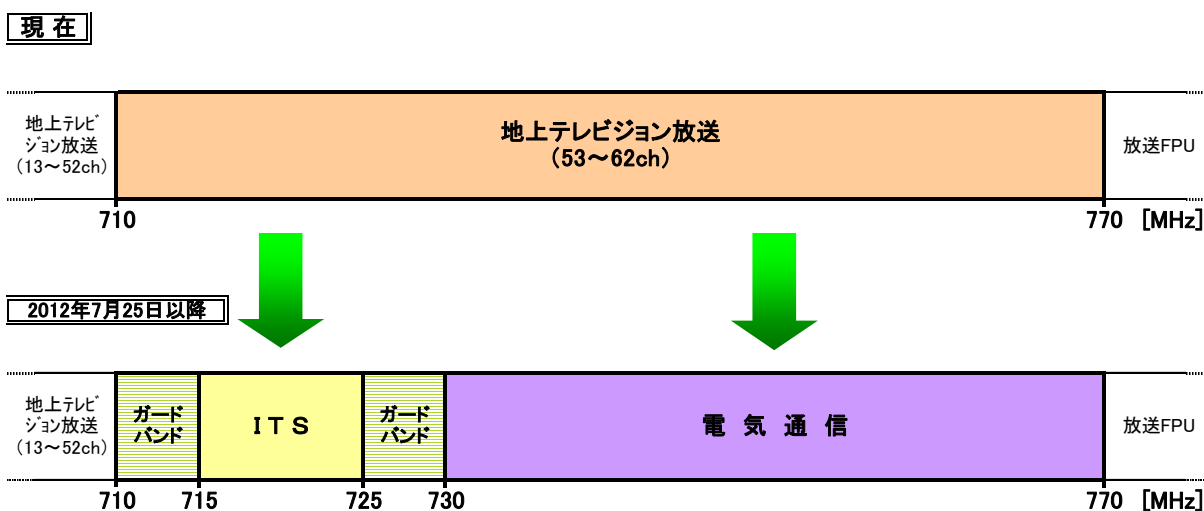 現 在
地上ﾃﾚﾋﾞ
ｼﾞｮﾝ放送
(13～52ch)
地上テレビジョン放送
(53～62ch)
放送FPU
710
770 [MHz]
2012年7月25日以降
地上ﾃﾚﾋﾞ
ｼﾞｮﾝ放送
(13～52ch)
ガード
バンド
ＩＴＳ
ガード
バンド
電 気 通 信
放送FPU
710 715 725 730 770 [MHz]